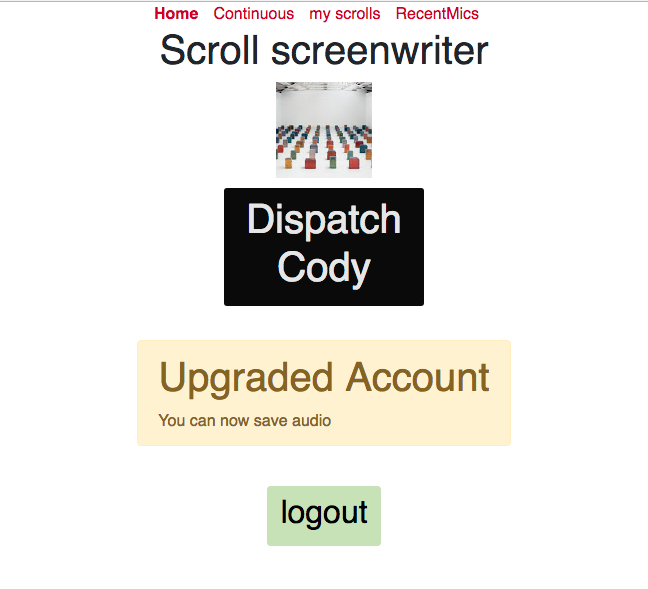 Home Continuous my scrolls RecentMics
Scroll screenwriter
Dispatch
Cody
Upgraded Account
You can now save audio
logout